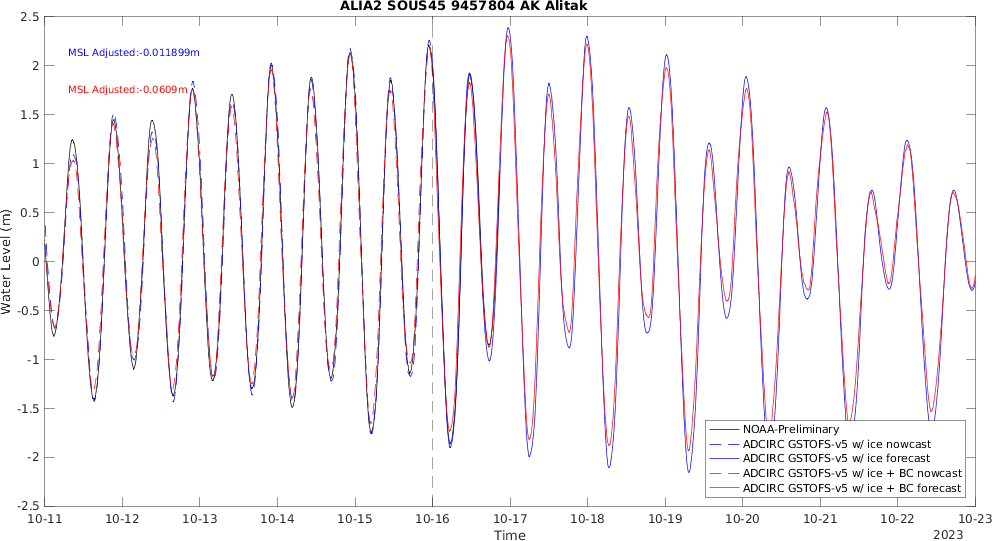 ALIA2 SOUS45 9457804 AK Alitak
MSL Adjusted:-0.011899m
MSL Adjusted:-0.0609m
Water Level (m)
2.5
2
1.5
1
0.5
0
-0.5
-1
-1.5
-2
-2.5
NOAA-Preliminary
ADCIRC GSTOFS-v5 w/ ice nowcast
ADCIRC GSTOFS-v5 w/ ice forecast
ADCIRC GSTOFS-v5 w/ ice + BC nowcast
ADCIRC GSTOFS-v5 w/ ice + BC forecast
10-11 10-12 10-13 10-14 10-15 10-16 10-17 10-18 10-19 10-20 10-21 10-22 10-23
Time
2023